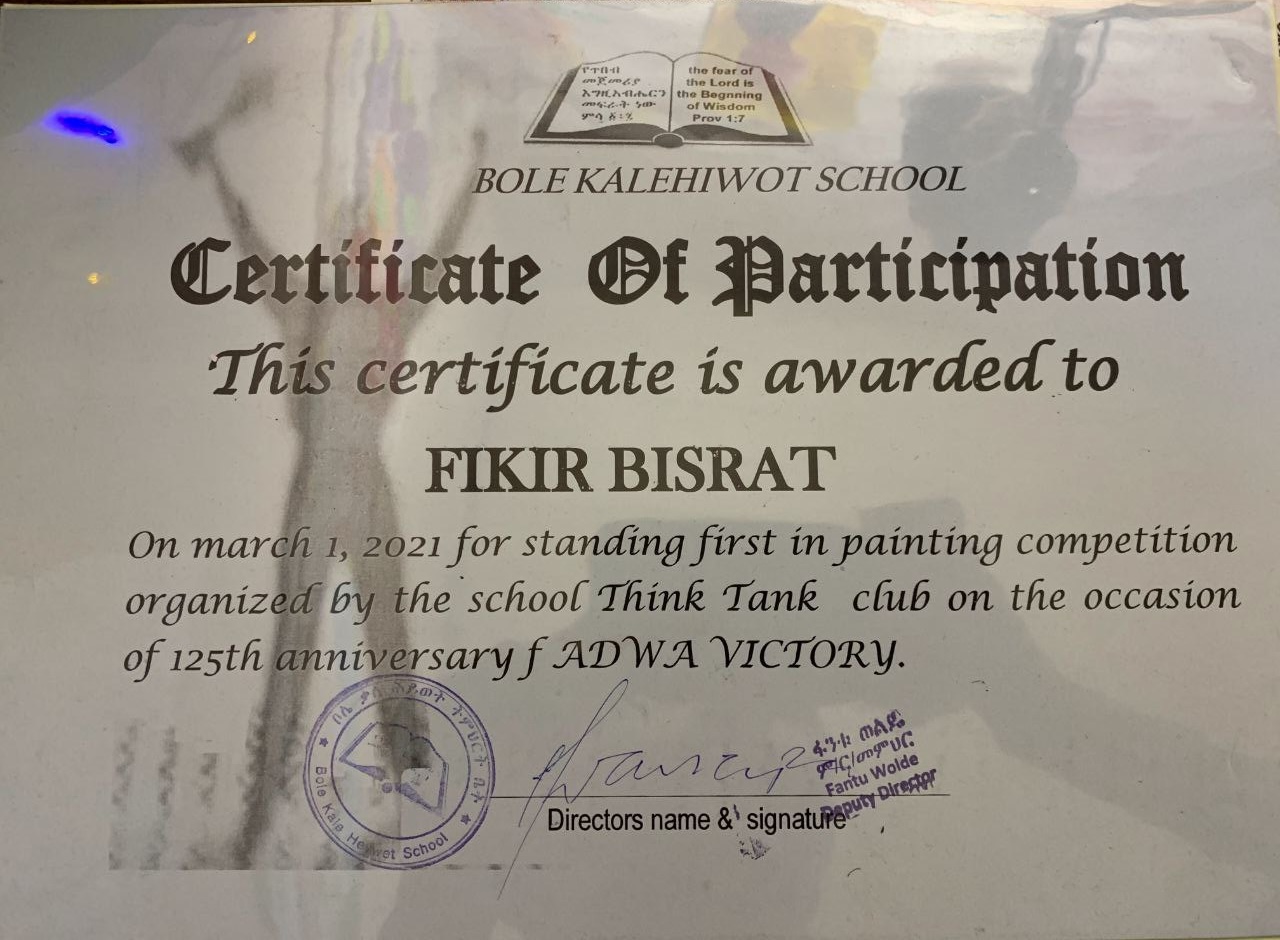 የጥበብ
መጀመሪያ
እግዚአብሔርን
መፍራት ነው
ምሳ ፩:፯
the fear of
the Lord is
the Begnning
of Wisdom
Prov 1:7
BOLE KALEHIWOT SCHOOL
Certificate Of Participation
This certificate is awarded to
FIKIR BISRAT
On march 1, 2021 for standing first in painting competition
organized by the school Think Tank club on the occasion
of 125th anniversary f ADWA VICTORY.
ቦሌ ቃለ ሕይወት ትምህርት ቤት
Bole Kale Heywot School
ፋንቱ ወልዴ
ም/ር/መምህር
Fantu Wolde
Deputy Director
Directors name & signature